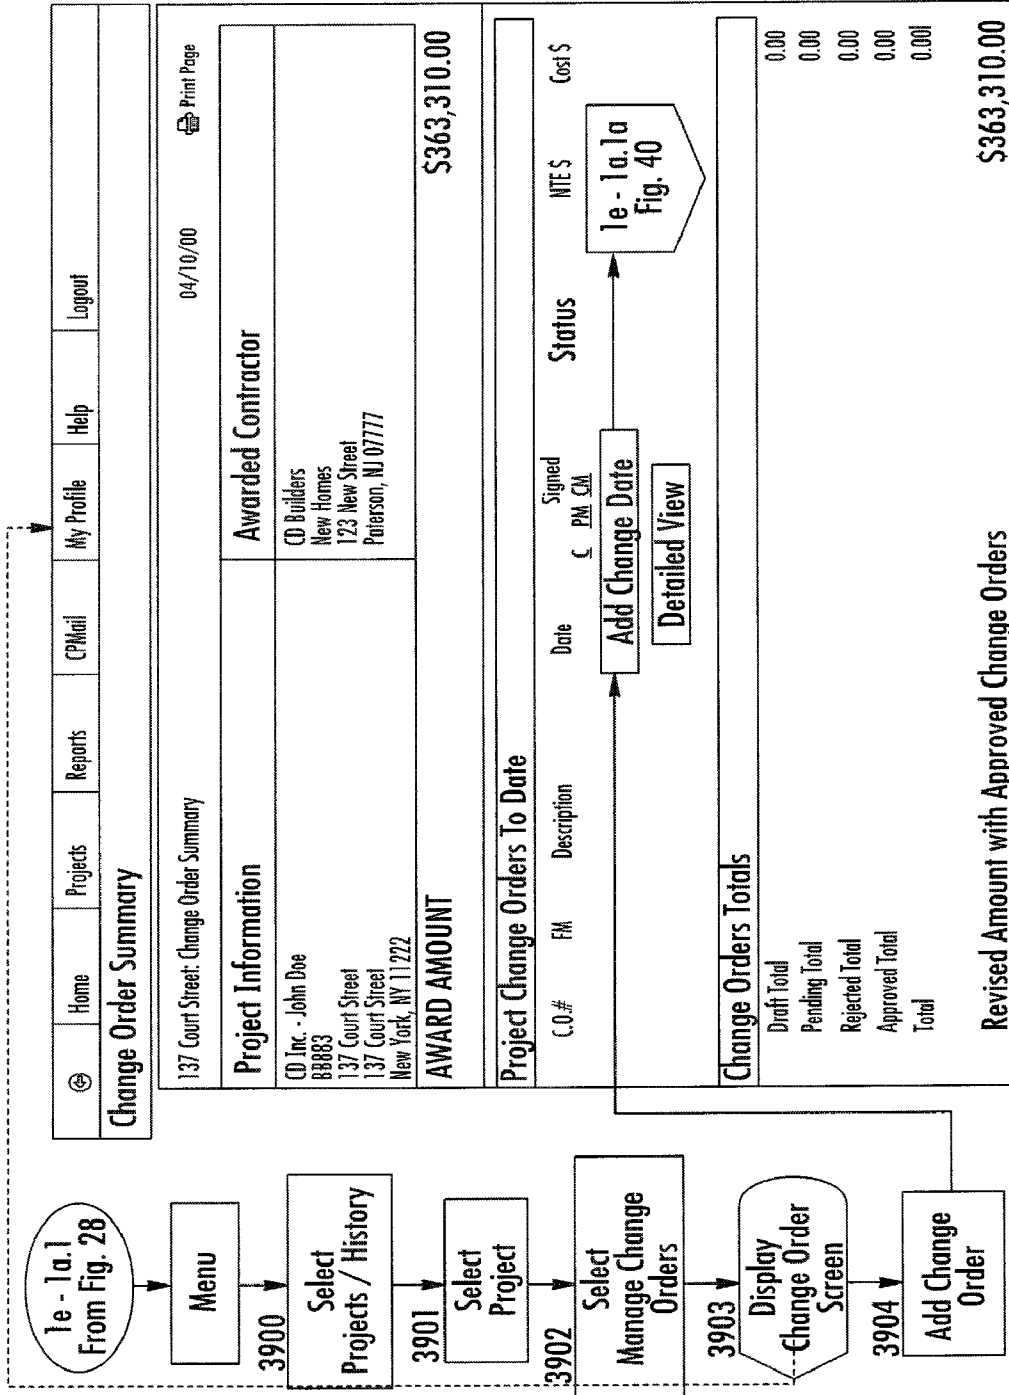 1e - 1a.1
From Fig. 28
Menu
3900
Select
Projects / History
3901
Select
Project
3902
Select
Manage Change
Orders
3903
Display
Change Order
Screen
3904
Add Change
Order
Home Projects Reports CPMail My Profile Help Logout
Change Order Summary
137 Court Street: Change Order Summary 04/10/00 Print Page
Project Information Awarded Contractor
CD Inc. - John Doe
BB883
137 Court Street
137 Court Street
New York, NY 11222
CD Builders
New Homes
123 New Street
Paterson, NJ 07777
AWARD AMOUNT $363,310.00
Project Change Orders To Date
C.O.# FM Description Date Signed Status NTE $ Cost $
C PM CM
Add Change Date
Detailed View
1e - 1a.1a
Fig. 40
Change Orders Totals
Draft Total 0.00
Pending Total 0.00
Rejected Total 0.00
Approved Total 0.00
Total 0.00
Revised Amount with Approved Change Orders $363,310.00